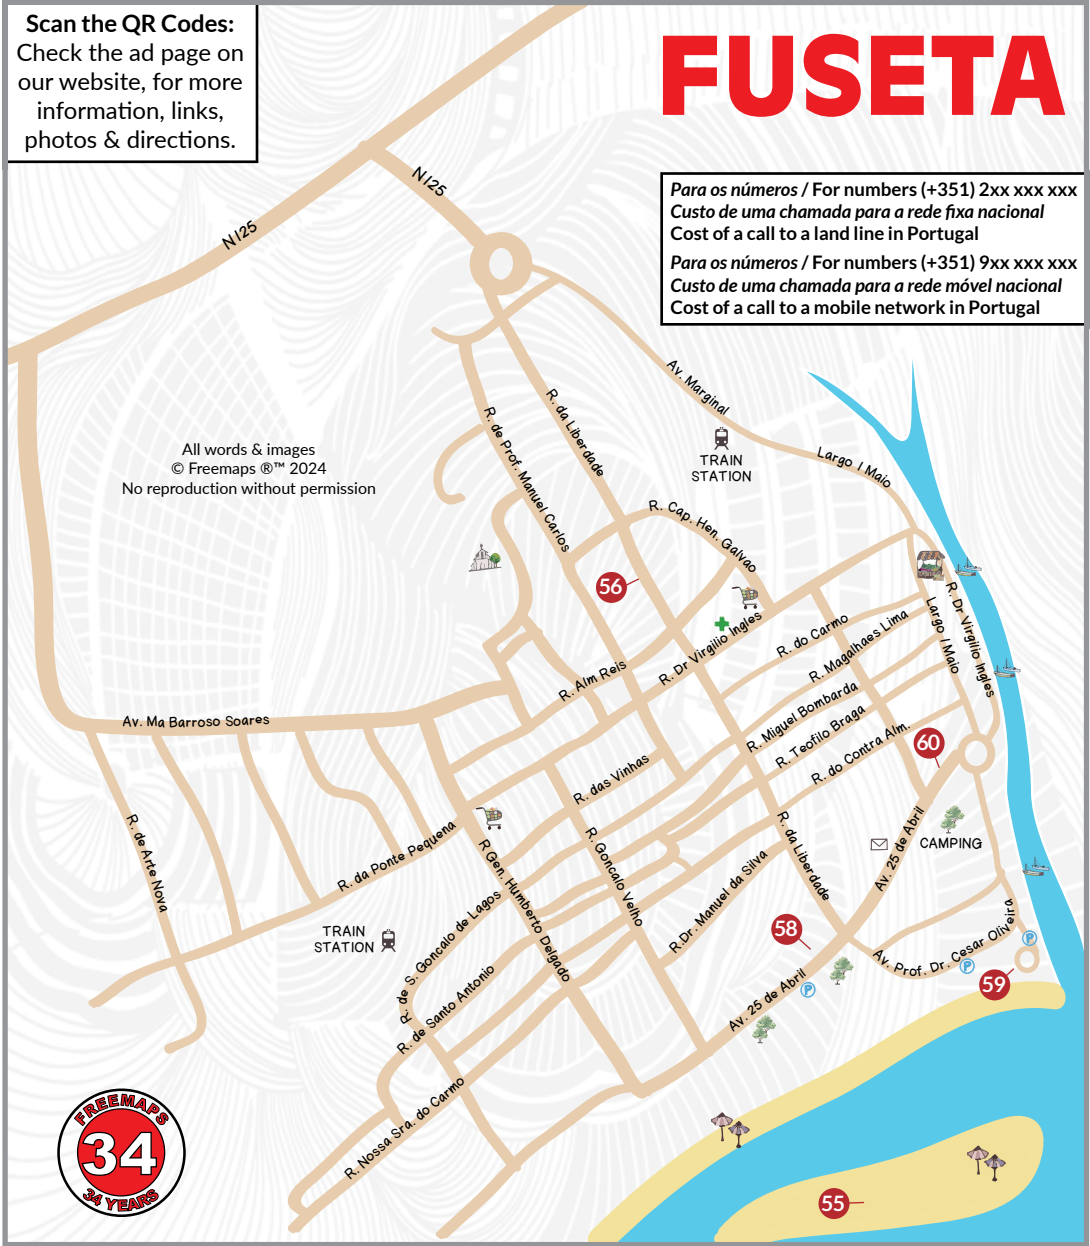 Scan the QR Codes:
Check the ad page on
our website, for more
information, links,
photos & directions.
FUSETA
Para os números / For numbers (+351) 2xx xxx xxx
Custo de uma chamada para a rede fixa nacional
Cost of a call to a land line in Portugal
Para os números / For numbers (+351) 9xx xxx xxx
Custo de uma chamada para a rede móvel nacional
Cost of a call to a mobile network in Portugal
N125
N125
Av. Marginal
R. da Liberdade
R. de Prof. Manuel Carlos
TRAIN
STATION
Largo 1 Maio
All words & images
© Freemaps ®™ 2024
No reproduction without permission
R. Cap. Hen. Galvao
56
R. Dr Virgilio Ingles
Largo 1 Maio
R. do Carmo
R. Magalhaes Lima
R. Dr Virgilio Ingles
R. Alm Reis
R. Miguel Bombarda
R. Teofilo Braga
R. do Contra Alm.
Av. Ma Barroso Soares
60
R. das Vinhas
R. de Arte Nova
R. da Ponte Pequena
R Gen. Humberto Delgado
R. Goncalo Velho
R. da Liberdade
Av. 25 de Abril
CAMPING
R.Dr. Manuel da Silva
R. de S. Goncalo de Lagos
TRAIN
STATION
58
Av. Prof. Dr. Cesar Oliveira
P
P
P
59
R. de Santo Antonio
Av. 25 de Abril
R. Nossa Sra. do Carmo
FREEMAPS
34
34 YEARS
55